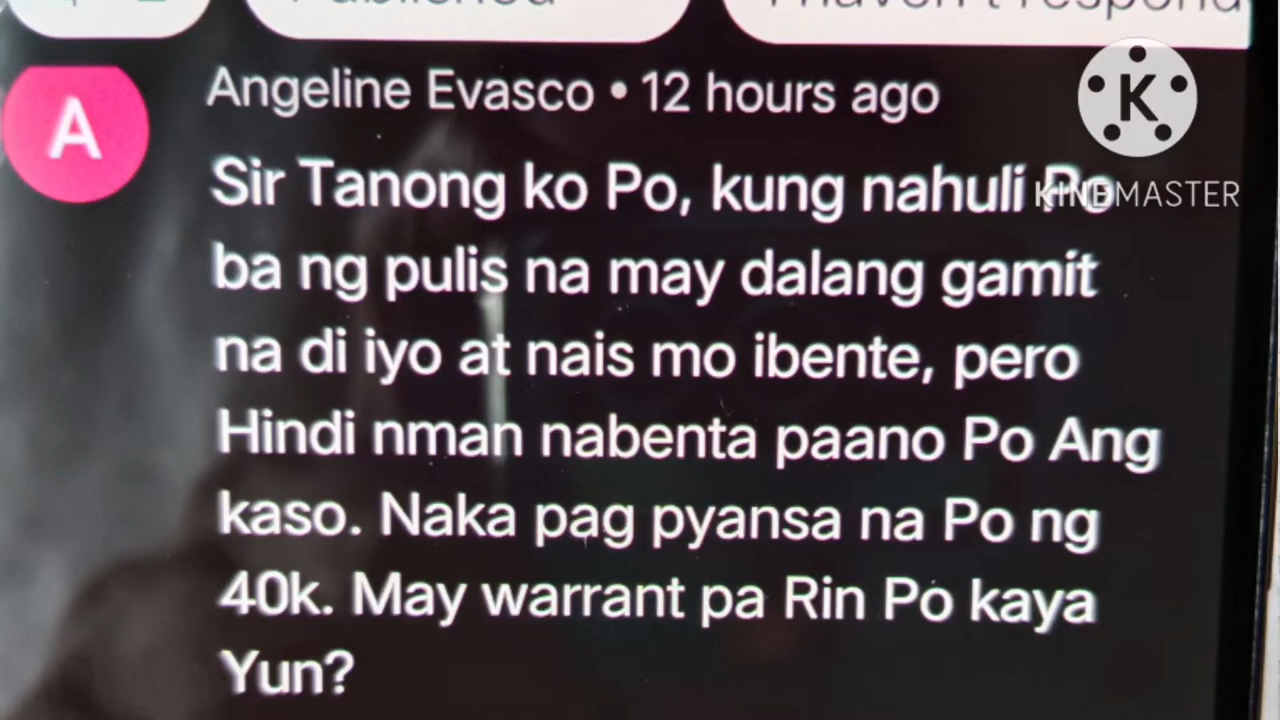 Angeline Evasco • 12 hours ago
Sir Tanong ko Po, kung nahuli Po
ba ng pulis na may dalang gamit
na di iyo at nais mo ibente, pero
Hindi nman nabenta paano Po Ang
kaso. Naka pag pyansa na Po ng
40k. May warrant pa Rin Po kaya
Yun?
A
K
KINEMASTER